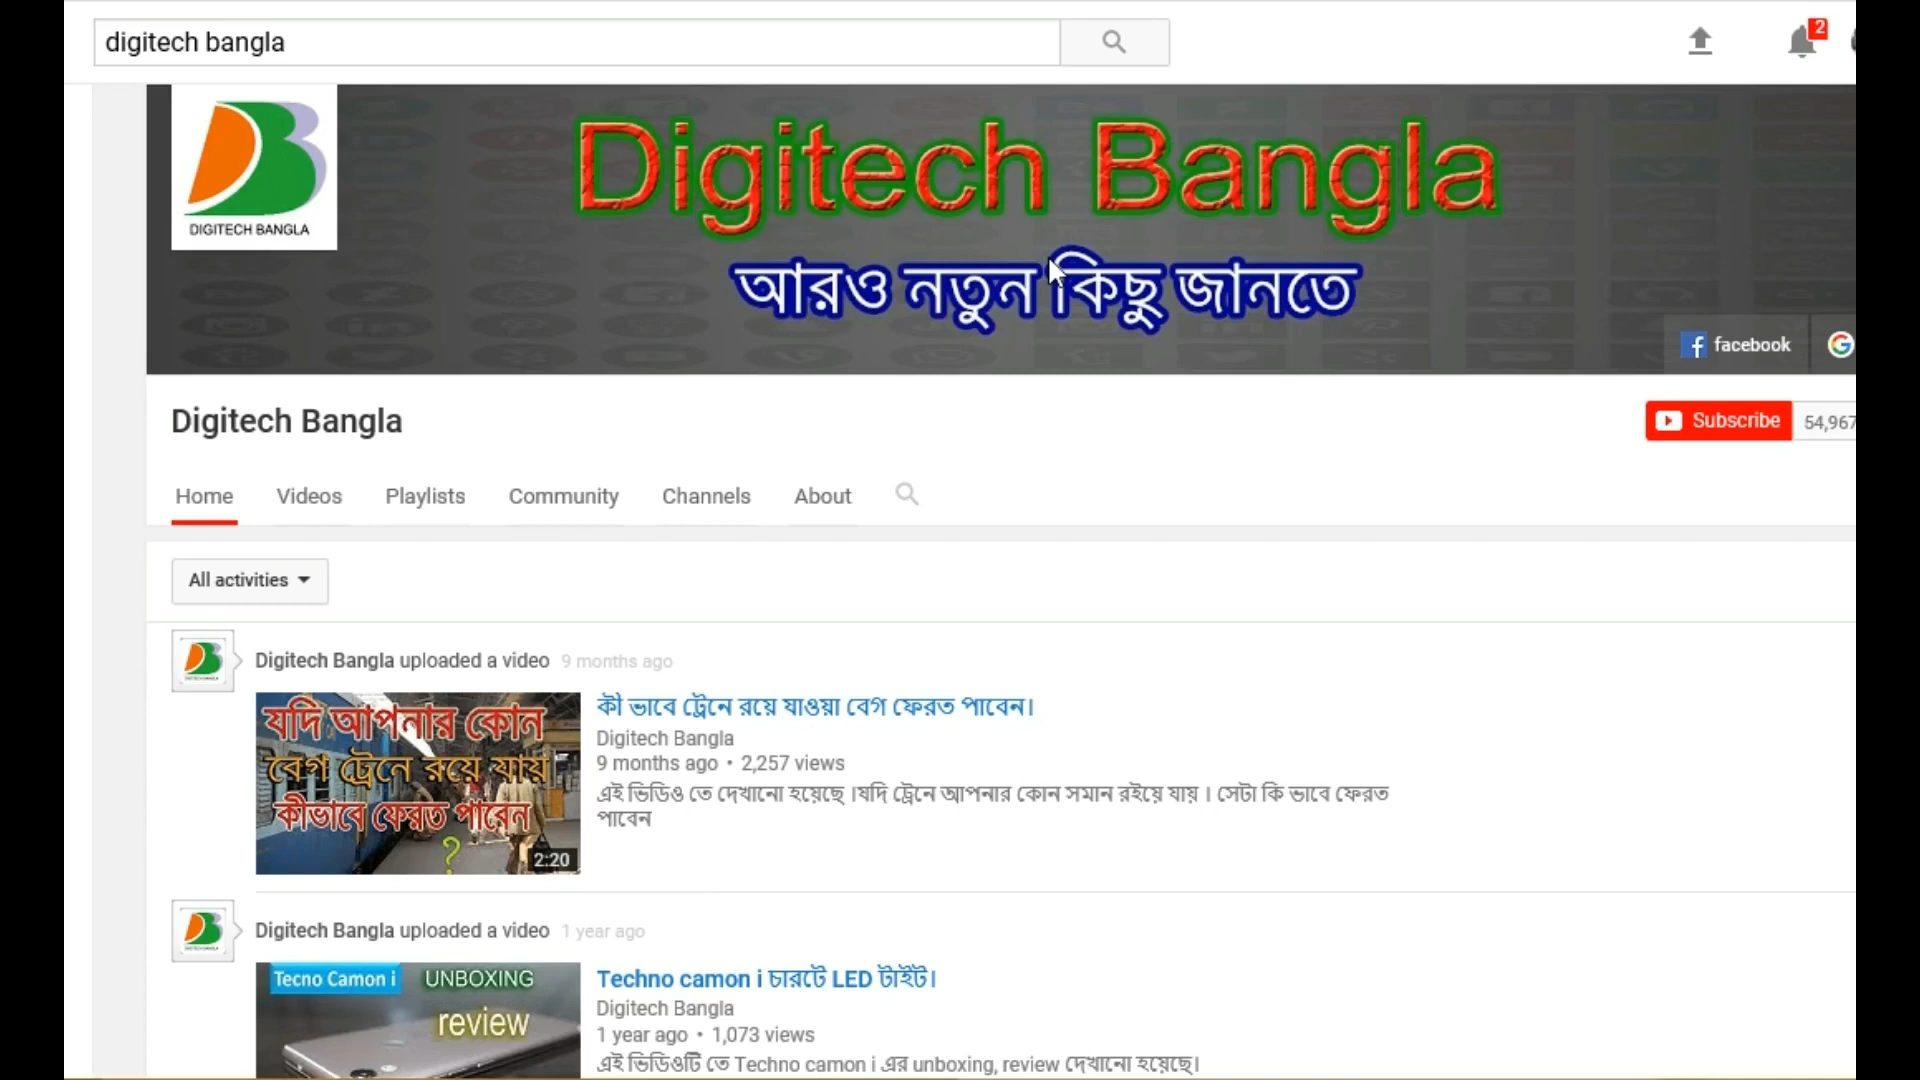 digitech bangla
2
DIGITECH BANGLA
Digitech Bangla
আরও নতুন কিছু জানতে
facebook
Digitech Bangla
Subscribe 54,967
Home Videos Playlists Community Channels About
All activities
Digitech Bangla uploaded a video 9 months ago
যদি আপনার কোন
বেগ ট্রেনে রয়ে যায়
কীভাবে ফেরত পাবেন
?
2:20
কী ভাবে ট্রেনে রয়ে যাওয়া বেগ ফেরত পাবেন।
Digitech Bangla
9 months ago • 2,257 views
এই ভিডিও তে দেখানো হয়েছে ।যদি ট্রেনে আপনার কোন সমান রইয়ে যায় । সেটা কি ভাবে ফেরত
পাবেন
Digitech Bangla uploaded a video 1 year ago
Tecno Camon i UNBOXING
review
Techno camon i চারটে LED টাইট।
Digitech Bangla
1 year ago • 1,073 views
এই ভিডিওটি তে Techno camon i এর unboxing, review দেখানো হয়েছে।